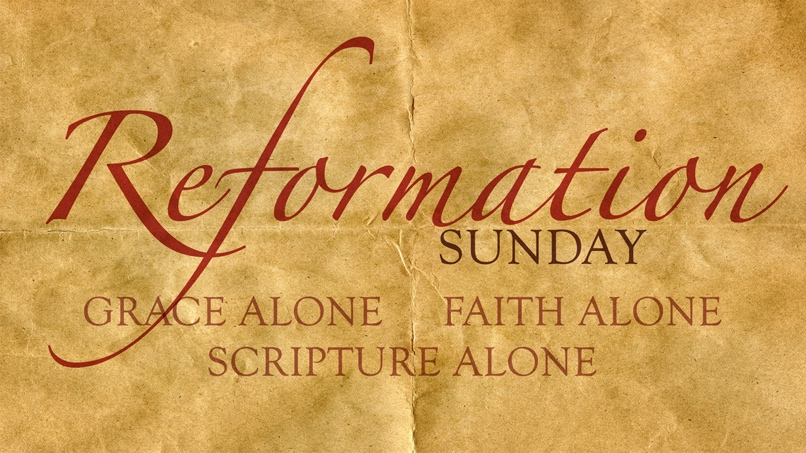 Reformation
SUNDAY
GRACE ALONE FAITH ALONE
SCRIPTURE ALONE